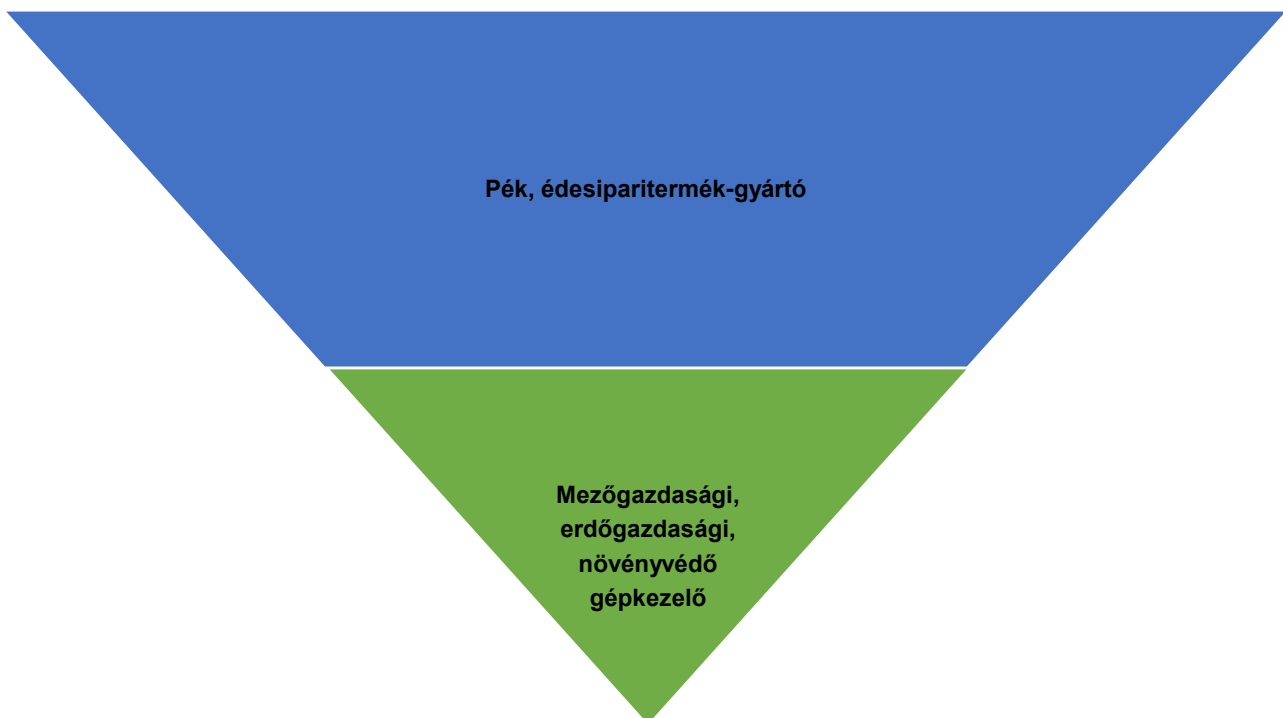 Pék, édesiparitermék-gyártó
Mezőgazdasági,
erdőgazdasági,
növényvédő
gépkezelő